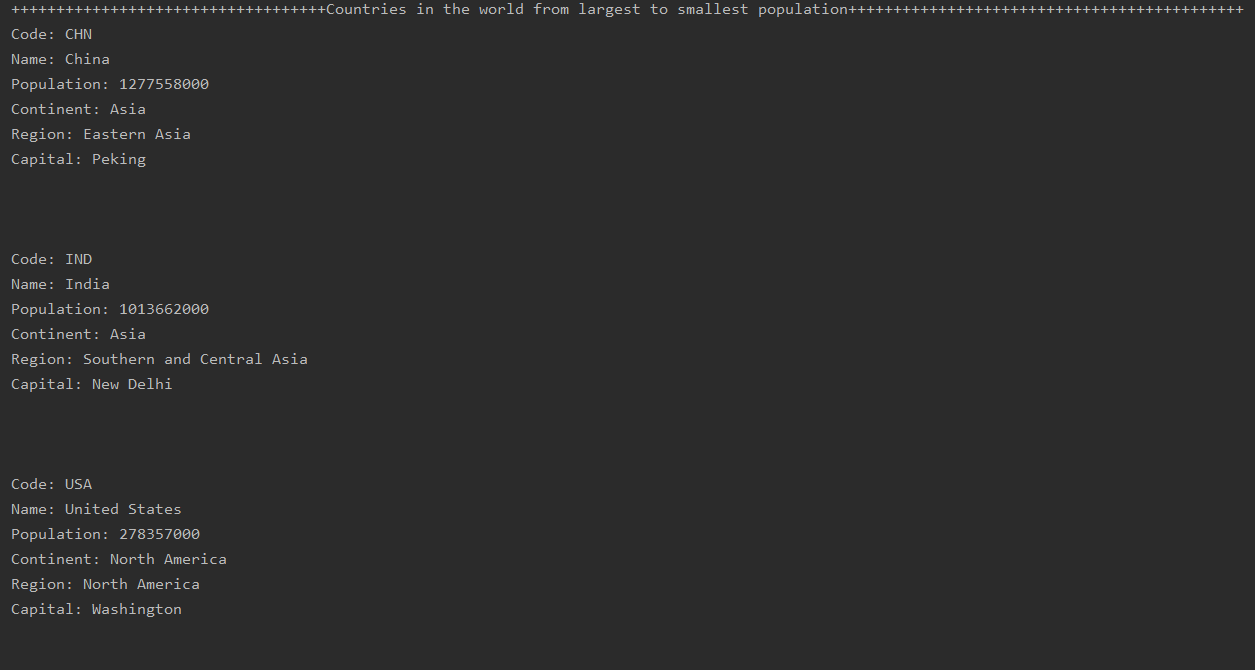 +++++++++++++++++++++++++++++++++++Countries in the world from largest to smallest population++++++++++++++++++++++++++++++++++++++++++++
Code: CHN
Name: China
Population: 1277558000
Continent: Asia
Region: Eastern Asia
Capital: Peking
Code: IND
Name: India
Population: 1013662000
Continent: Asia
Region: Southern and Central Asia
Capital: New Delhi
Code: USA
Name: United States
Population: 278357000
Continent: North America
Region: North America
Capital: Washington